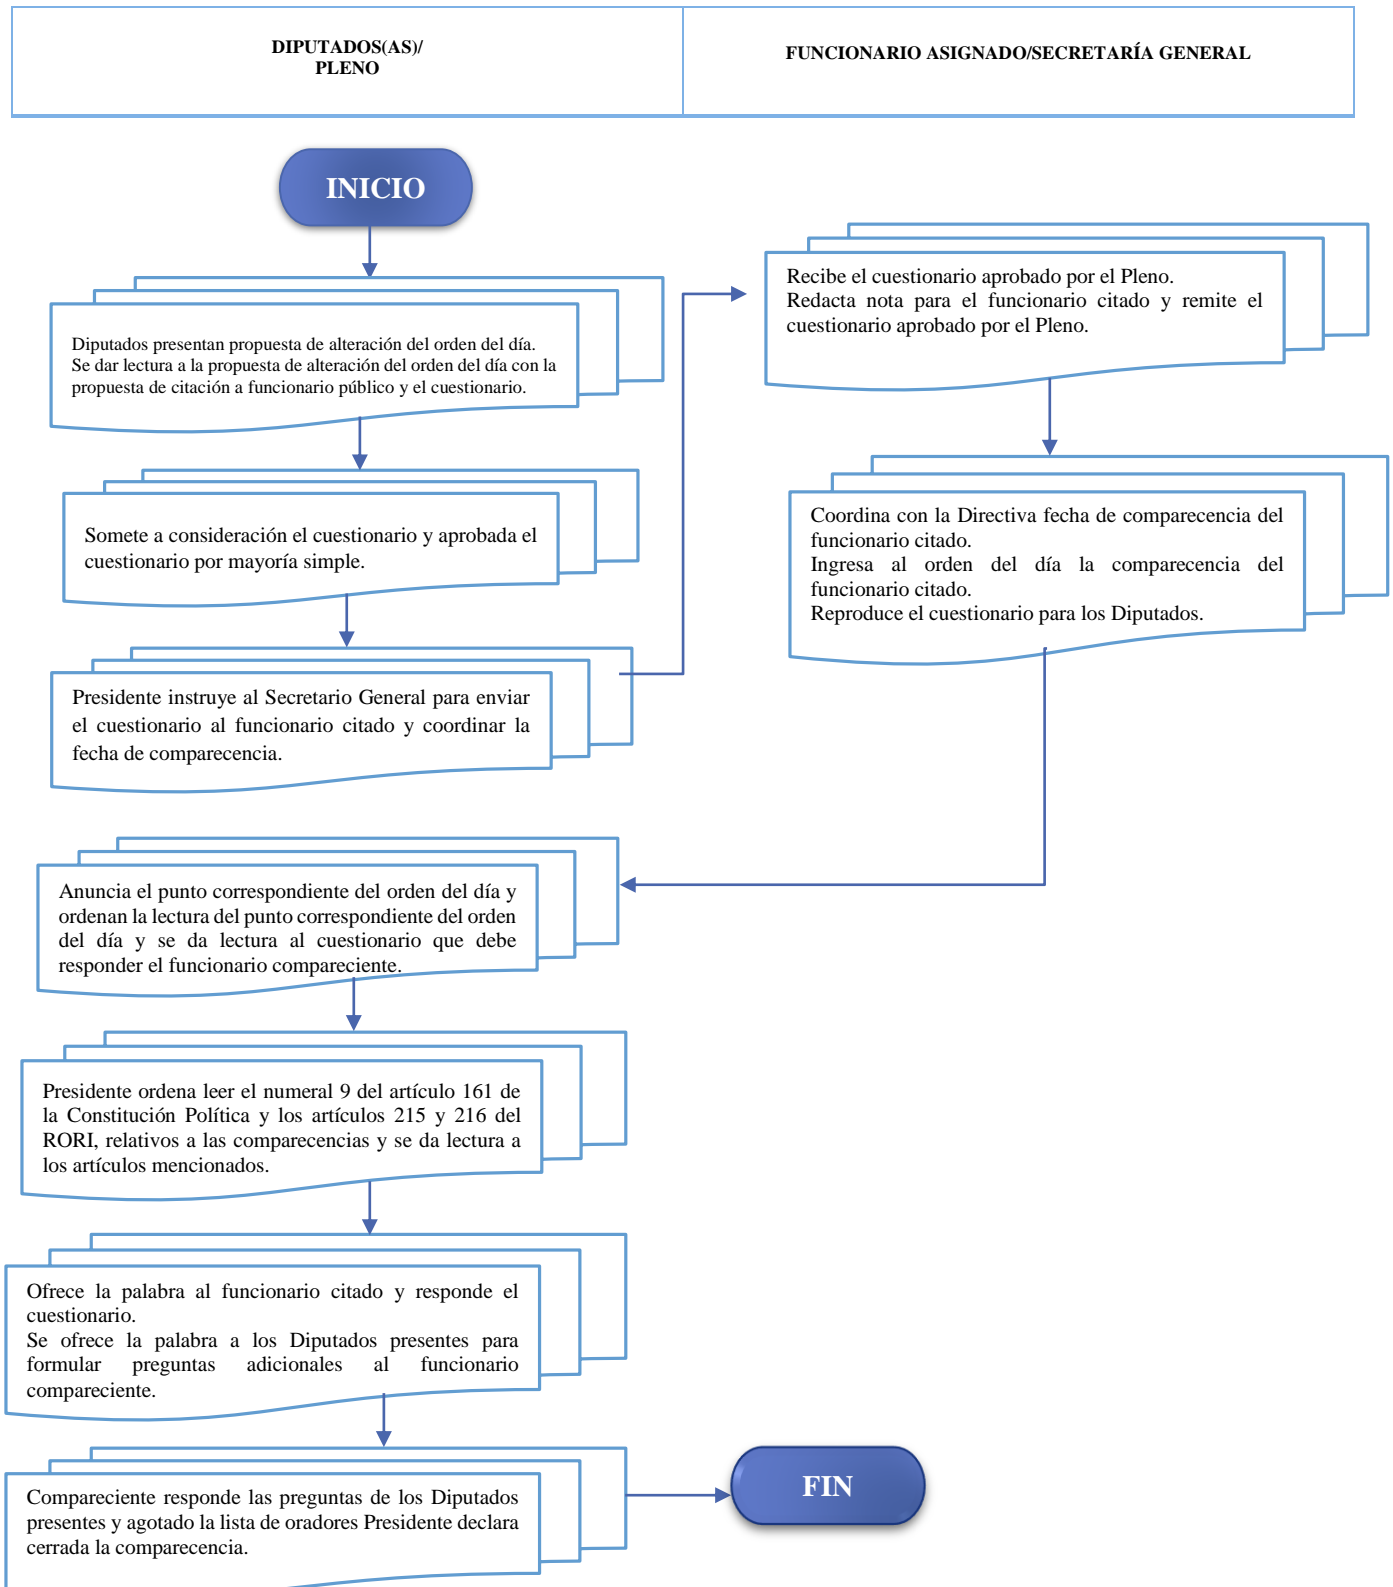 DIPUTADOS(AS)/
PLENO
FUNCIONARIO ASIGNADO/SECRETARÍA GENERAL
INICIO
Diputados presentan propuesta de alteración del orden del día.
Se dar lectura a la propuesta de alteración del orden del día con la
propuesta de citación a funcionario público y el cuestionario.
Somete a consideración el cuestionario y aprobada el
cuestionario por mayoría simple.
Presidente instruye al Secretario General para enviar
el cuestionario al funcionario citado y coordinar la
fecha de comparecencia.
Recibe el cuestionario aprobado por el Pleno.
Redacta nota para el funcionario citado y remite el
cuestionario aprobado por el Pleno.
Coordina con la Directiva fecha de comparecencia del
funcionario citado.
Ingresa al orden del día la comparecencia del
funcionario citado.
Reproduce el cuestionario para los Diputados.
Anuncia el punto correspondiente del orden del día y
ordenan la lectura del punto correspondiente del orden
del día y se da lectura al cuestionario que debe
responder el funcionario compareciente.
Presidente ordena leer el numeral 9 del artículo 161 de
la Constitución Política y los artículos 215 y 216 del
RORI, relativos a las comparecencias y se da lectura a
los artículos mencionados.
Ofrece la palabra al funcionario citado y responde el
cuestionario.
Se ofrece la palabra a los Diputados presentes para
formular preguntas adicionales al funcionario
compareciente.
Compareciente responde las preguntas de los Diputados
presentes y agotado la lista de oradores Presidente declara
cerrada la comparecencia.
FIN